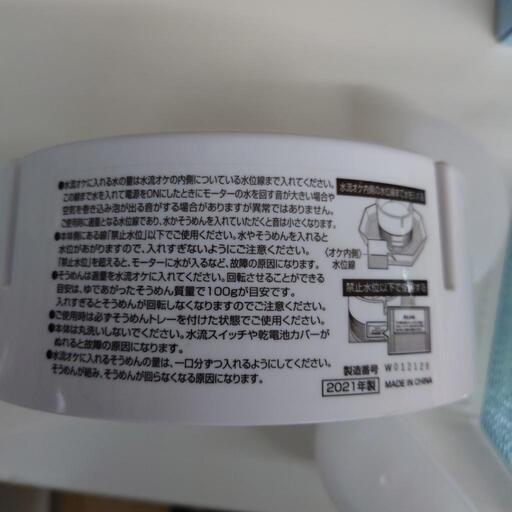 ●水流オケに入れる水の量は水流オケの内側についている水位線まで入れてください。
この線まで水を入れて電源をONにしたときにモーターの水を回す音が大きい場合や
空気を巻き込み泡が出る音がする場合がありますが異常ではありません。
ご使用時に適量となる水位線であり、水かそうめんを入れていただくと音は小さくなります。
●本体側にある線「禁止水位」以下でご使用ください。水やそうめんを入れると
水位があがりますので、入れすぎないようにご注意ください。
「禁止水位」を超えると、モーターに水が入るなど、故障の原因になります。
●そうめんは適量を水流オケに入れてください。回転させることができる
目安は、ゆであがったそうめん質量で100gが目安です。
入れすぎるとそうめんが回転しなくなりますのでご注意ください。
●ご使用時は必ずそうめんトレーを付けた状態でご使用ください。
●本体は丸洗いしないでください。水流スイッチや乾電池カバーが
ぬれると故障の原因になります。
●水流オケに入れるそうめんの量は、一口分ずつ入れるようにしてください。
そうめんが絡み、そうめんが回らなくなる原因になります。
水流オケ内側の水位線まで水を入れる
〈オケ内側〉
水位線
禁止水位以下で使用する
製造番号 W012129
2021年製 MADE IN CHINA